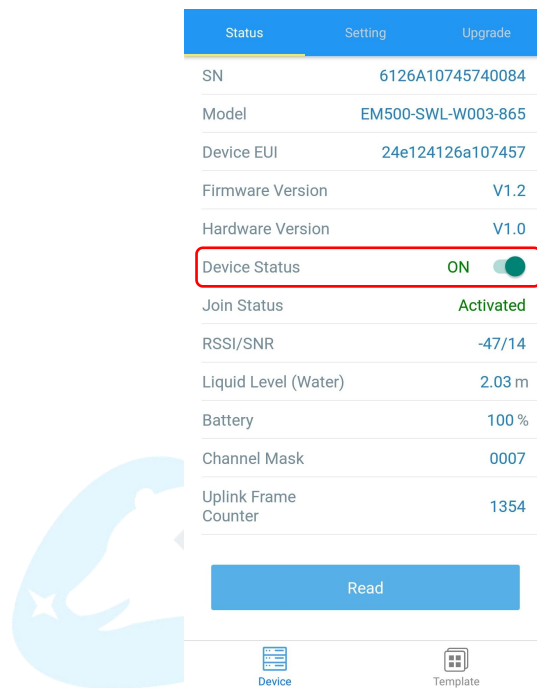 Status Setting Upgrade
SN 6126A10745740084
Model EM500-SWL-W003-865
Device EUI 24e124126a107457
Firmware Version V1.2
Hardware Version V1.0
Device Status ON
Join Status Activated
RSSI/SNR -47/14
Liquid Level (Water) 2.03 m
Battery 100 %
Channel Mask 0007
Uplink Frame
Counter 1354
Read
Device Template